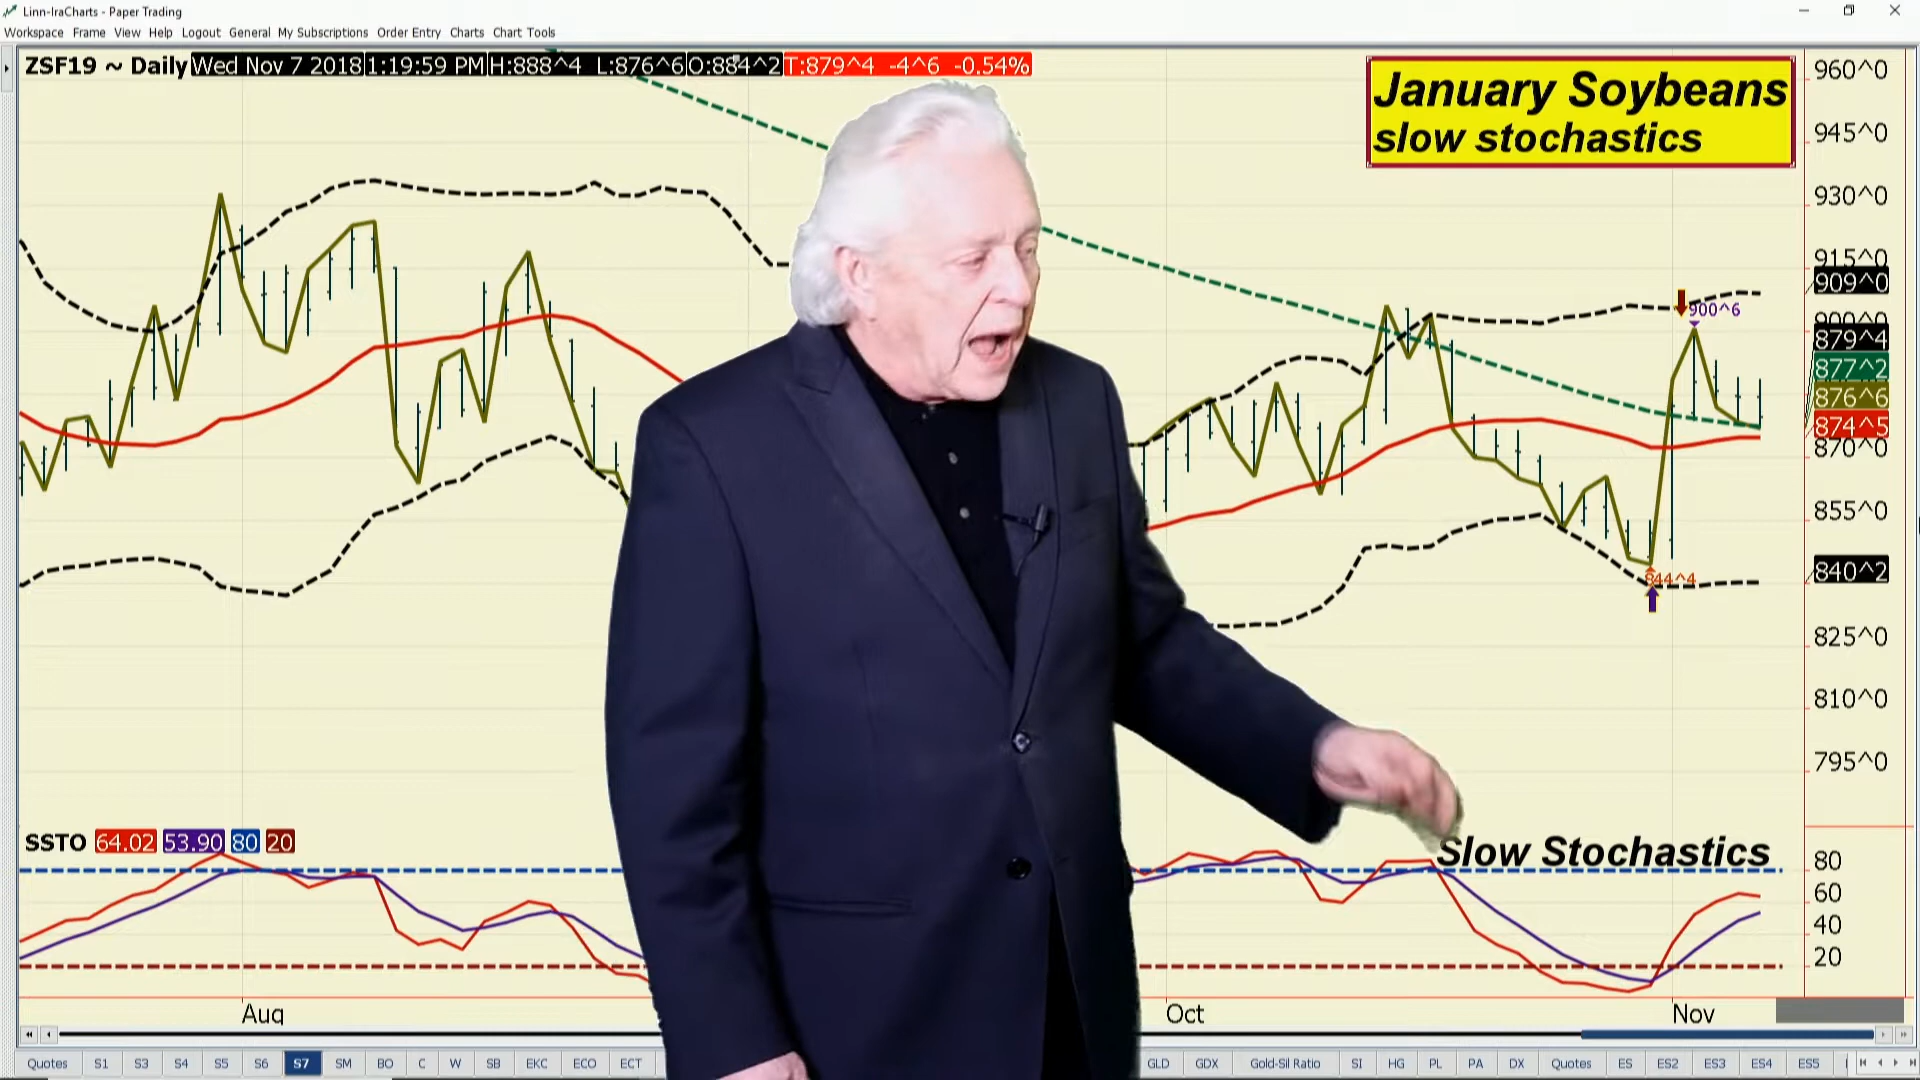 Linn-IraCharts - Paper Trading
Workspace Frame View Help Logout General My Subscriptions Order Entry Charts Chart Tools
ZSF19 ~ Daily Wed Nov 7 2018 1:19:59 PM H:888^4 L:876^6 O:884^2 T:879^4 -4^6 -0.54%
January Soybeans
slow stochastics
960^0
945^0
930^0
915^0
909^0
900^6
900^0
879^4
877^2
876^6
874^5
870^0
855^0
844^4
840^2
825^0
810^0
795^0
SSTO 64.02 53.90 80 20
Slow Stochastics
80
60
40
20
Aug Oct Nov
Quotes S1 S3 S4 S5 S6 S7 SM BO C W SB EKC ECO ECT GLD GDX Gold-Sil Ratio SI HG PL PA DX Quotes ES ES2 ES3 ES4 ES5